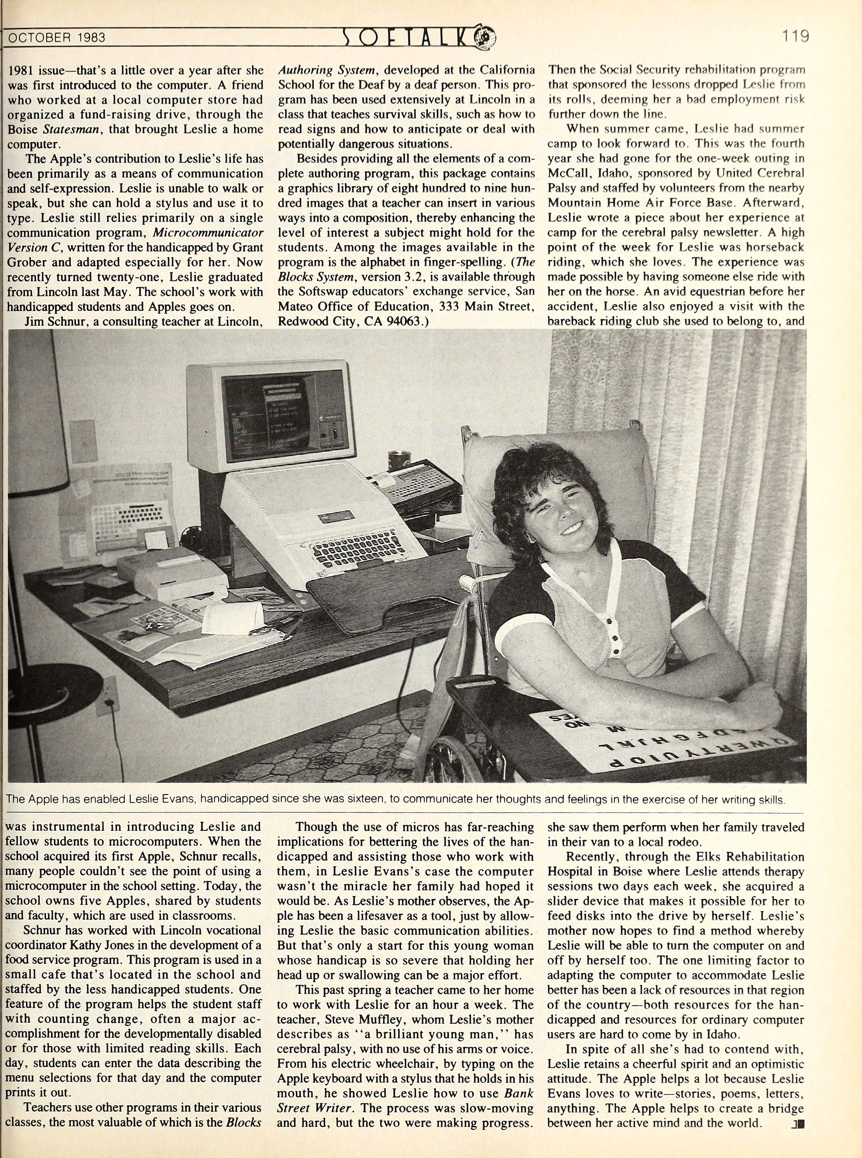 OCTOBER 1983
SOFTALK
119
1981 issue—that's a little over a year after she
was first introduced to the computer. A friend
who worked at a local computer store had
organized a fund-raising drive, through the
Boise Statesman, that brought Leslie a home
computer.
The Apple's contribution to Leslie's life has
been primarily as a means of communication
and self-expression. Leslie is unable to walk or
speak, but she can hold a stylus and use it to
type. Leslie still relies primarily on a single
communication program, Microcommunicator
Version C, written for the handicapped by Grant
Grober and adapted especially for her. Now
recently turned twenty-one, Leslie graduated
from Lincoln last May. The school's work with
handicapped students and Apples goes on.
Jim Schnur, a consulting teacher at Lincoln,
Authoring System, developed at the California
School for the Deaf by a deaf person. This pro-
gram has been used extensively at Lincoln in a
class that teaches survival skills, such as how to
read signs and how to anticipate or deal with
potentially dangerous situations.
Besides providing all the elements of a com-
plete authoring program, this package contains
a graphics library of eight hundred to nine hun-
dred images that a teacher can insert in various
ways into a composition, thereby enhancing the
level of interest a subject might hold for the
students. Among the images available in the
program is the alphabet in finger-spelling. (The
Blocks System, version 3.2, is available through
the Softswap educators' exchange service, San
Mateo Office of Education, 333 Main Street,
Redwood City, CA 94063.)
Then the Social Security rehabilitation program
that sponsored the lessons dropped Leslie from
its rolls, deeming her a bad employment risk
further down the line.
When summer came, Leslie had summer
camp to look forward to. This was the fourth
year she had gone for the one-week outing in
McCall, Idaho, sponsored by United Cerebral
Palsy and staffed by volunteers from the nearby
Mountain Home Air Force Base. Afterward,
Leslie wrote a piece about her experience at
camp for the cerebral palsy newsletter. A high
point of the week for Leslie was horseback
riding, which she loves. The experience was
made possible by having someone else ride with
her on the horse. An avid equestrian before her
accident, Leslie also enjoyed a visit with the
bareback riding club she used to belong to, and
NO
YES
M
ADFGHJKL
QWERTYUIOP
The Apple has enabled Leslie Evans, handicapped since she was sixteen, to communicate her thoughts and feelings in the exercise of her writing skills.
was instrumental in introducing Leslie and
fellow students to microcomputers. When the
school acquired its first Apple, Schnur recalls,
many people couldn't see the point of using a
microcomputer in the school setting. Today, the
school owns five Apples, shared by students
and faculty, which are used in classrooms.
Schnur has worked with Lincoln vocational
coordinator Kathy Jones in the development of a
food service program. This program is used in a
small cafe that's located in the school and
staffed by the less handicapped students. One
feature of the program helps the student staff
with counting change, often a major ac-
complishment for the developmentally disabled
or for those with limited reading skills. Each
day, students can enter the data describing the
menu selections for that day and the computer
prints it out.
Teachers use other programs in their various
classes, the most valuable of which is the Blocks
Though the use of micros has far-reaching
implications for bettering the lives of the han-
dicapped and assisting those who work with
them, in Leslie Evans's case the computer
wasn't the miracle her family had hoped it
would be. As Leslie's mother observes, the Ap-
ple has been a lifesaver as a tool, just by allow-
ing Leslie the basic communication abilities.
But that's only a start for this young woman
whose handicap is so severe that holding her
head up or swallowing can be a major effort.
This past spring a teacher came to her home
to work with Leslie for an hour a week. The
teacher, Steve Muffley, whom Leslie's mother
describes as "a brilliant young man," has
cerebral palsy, with no use of his arms or voice.
From his electric wheelchair, by typing on the
Apple keyboard with a stylus that he holds in his
mouth, he showed Leslie how to use Bank
Street Writer. The process was slow-moving
and hard, but the two were making progress.
she saw them perform when her family traveled
in their van to a local rodeo.
Recently, through the Elks Rehabilitation
Hospital in Boise where Leslie attends therapy
sessions two days each week, she acquired a
slider device that makes it possible for her to
feed disks into the drive by herself. Leslie's
mother now hopes to find a method whereby
Leslie will be able to turn the computer on and
off by herself too. The one limiting factor to
adapting the computer to accommodate Leslie
better has been a lack of resources in that region
of the country—both resources for the han-
dicapped and resources for ordinary computer
users are hard to come by in Idaho.
In spite of all she's had to contend with,
Leslie retains a cheerful spirit and an optimistic
attitude. The Apple helps a lot because Leslie
Evans loves to write—stories, poems, letters,
anything. The Apple helps to create a bridge
between her active mind and the world.